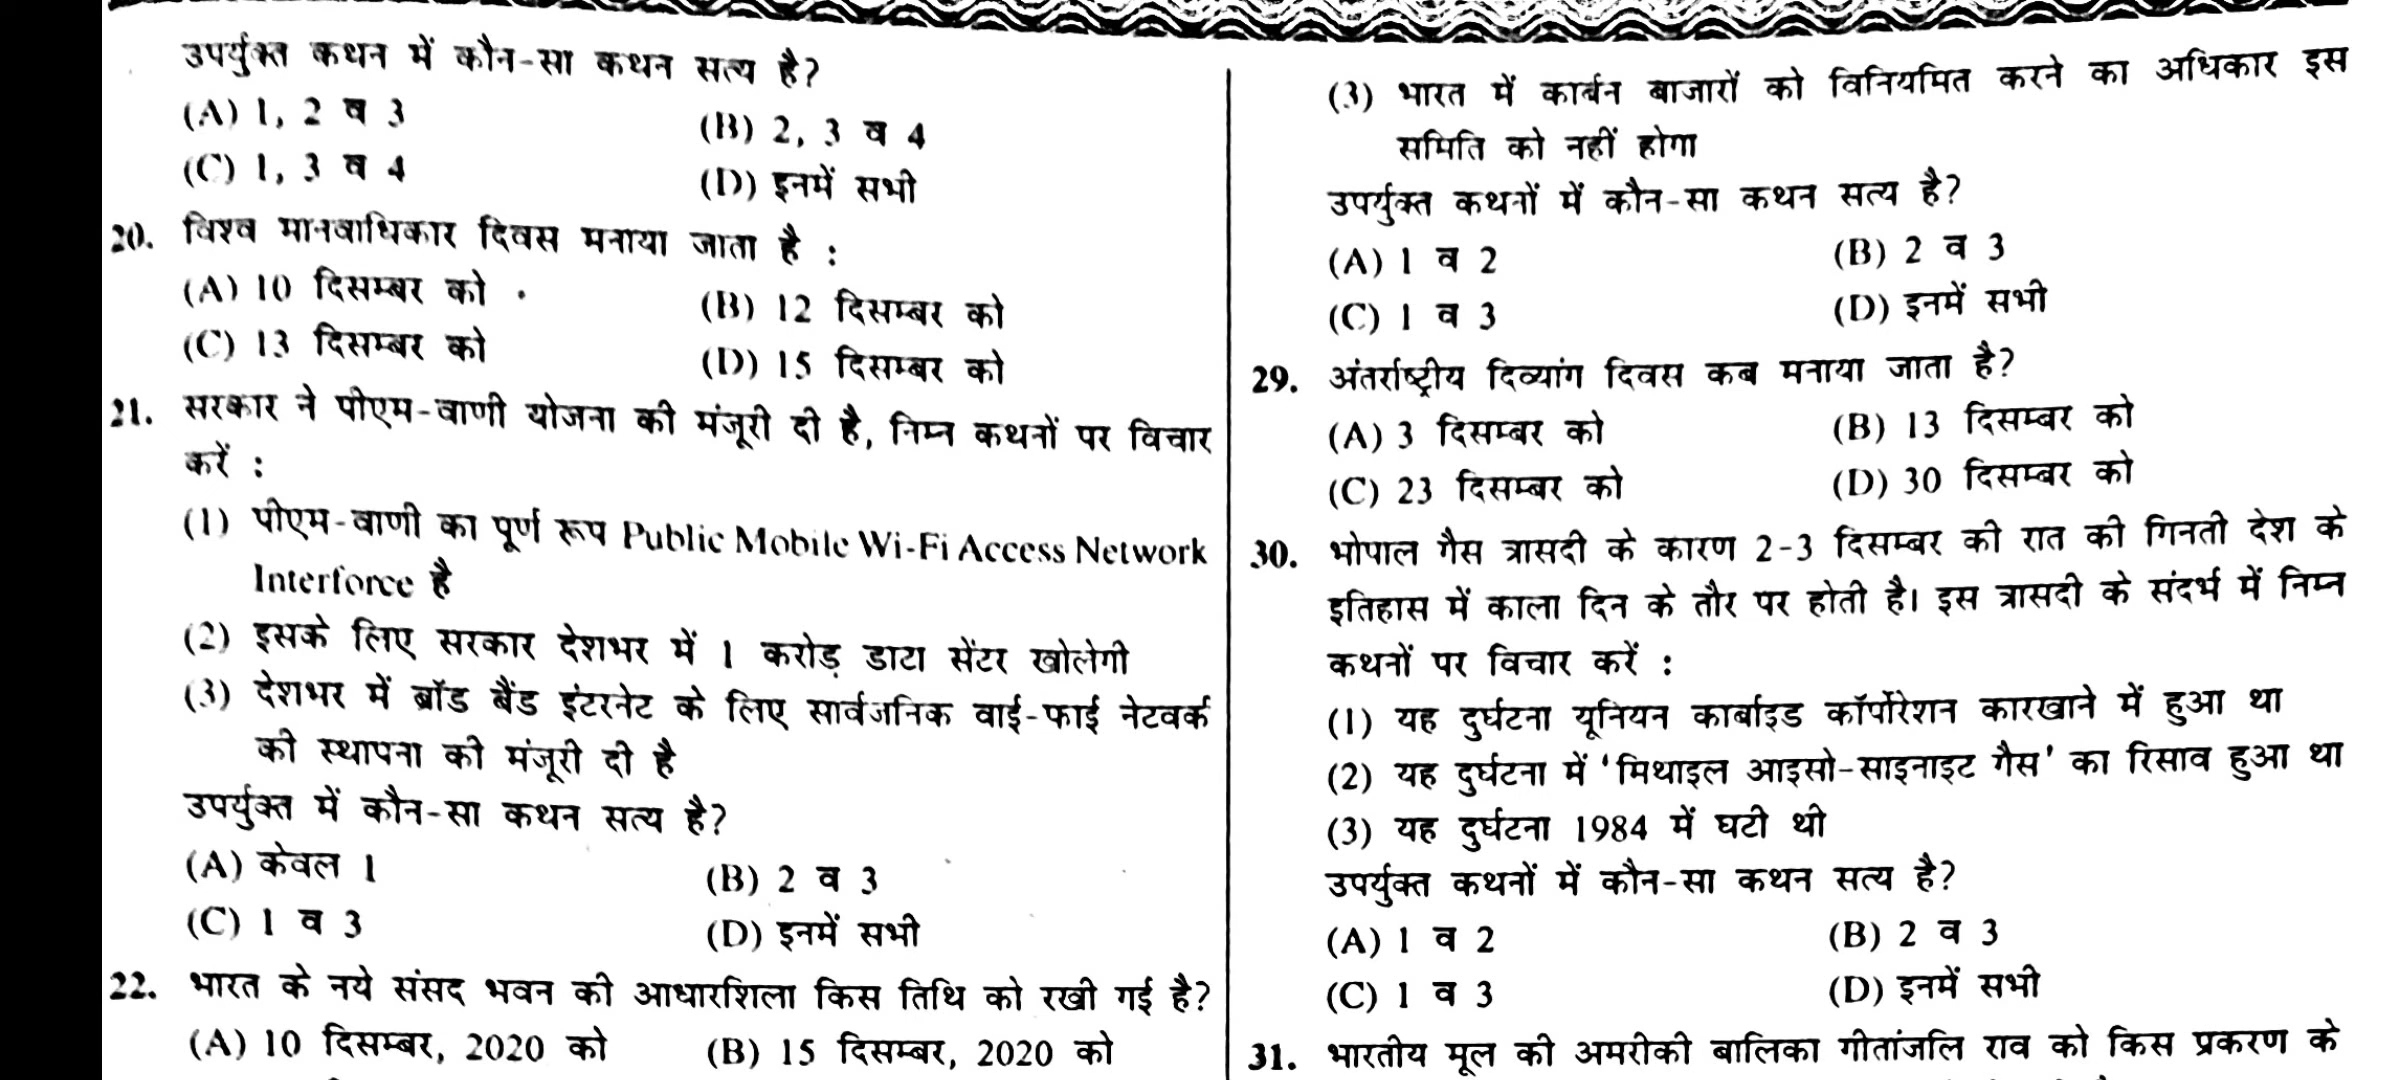 उपर्युक्त कथन में कौन-सा कथन सत्य है?
(A) 1, 2 व 3
(B) 2, 3 व 4
(C) 1, 3 व 4
(D) इनमें सभी
20. विश्व मानवाधिकार दिवस मनाया जाता है :
(A) 10 दिसम्बर को
(B) 12 दिसम्बर को
(C) 13 दिसम्बर को
(D) 15 दिसम्बर को
21. सरकार ने पीएम-वाणी योजना की मंजूरी दी है, निम्न कथनों पर विचार
करें :
(1) पीएम-वाणी का पूर्ण रूप Public Mobile Wi-Fi Access Network
Interforce है
(2) इसके लिए सरकार देशभर में 1 करोड़ डाटा सेंटर खोलेगी
(3) देशभर में ब्रॉड बैंड इंटरनेट के लिए सार्वजनिक वाई-फाई नेटवर्क
की स्थापना की मंजूरी दी है
उपर्युक्त में कौन-सा कथन सत्य है?
(A) केवल 1
(B) 2 व 3
(C) 1 व 3
(D) इनमें सभी
22. भारत के नये संसद भवन की आधारशिला किस तिथि को रखी गई है?
(A) 10 दिसम्बर, 2020 को
(B) 15 दिसम्बर, 2020 को
(3) भारत में कार्बन बाजारों को विनियमित करने का अधिकार इस
समिति को नहीं होगा
उपर्युक्त कथनों में कौन-सा कथन सत्य है?
(A) 1 व 2
(B) 2 व 3
(C) 1 व 3
(D) इनमें सभी
29. अंतर्राष्ट्रीय दिव्यांग दिवस कब मनाया जाता है?
(A) 3 दिसम्बर को
(B) 13 दिसम्बर को
(C) 23 दिसम्बर को
(D) 30 दिसम्बर को
30. भोपाल गैस त्रासदी के कारण 2-3 दिसम्बर की रात की गिनती देश के
इतिहास में काला दिन के तौर पर होती है। इस त्रासदी के संदर्भ में निम्न
कथनों पर विचार करें :
(1) यह दुर्घटना यूनियन कार्बाइड कॉर्पोरेशन कारखाने में हुआ था
(2) यह दुर्घटना में 'मिथाइल आइसो-साइनाइट गैस' का रिसाव हुआ था
(3) यह दुर्घटना 1984 में घटी थी
उपर्युक्त कथनों में कौन-सा कथन सत्य है?
(A) 1 व 2
(B) 2 व 3
(C) 1 व 3
(D) इनमें सभी
31. भारतीय मूल की अमरीकी बालिका गीतांजलि राव को किस प्रकरण के